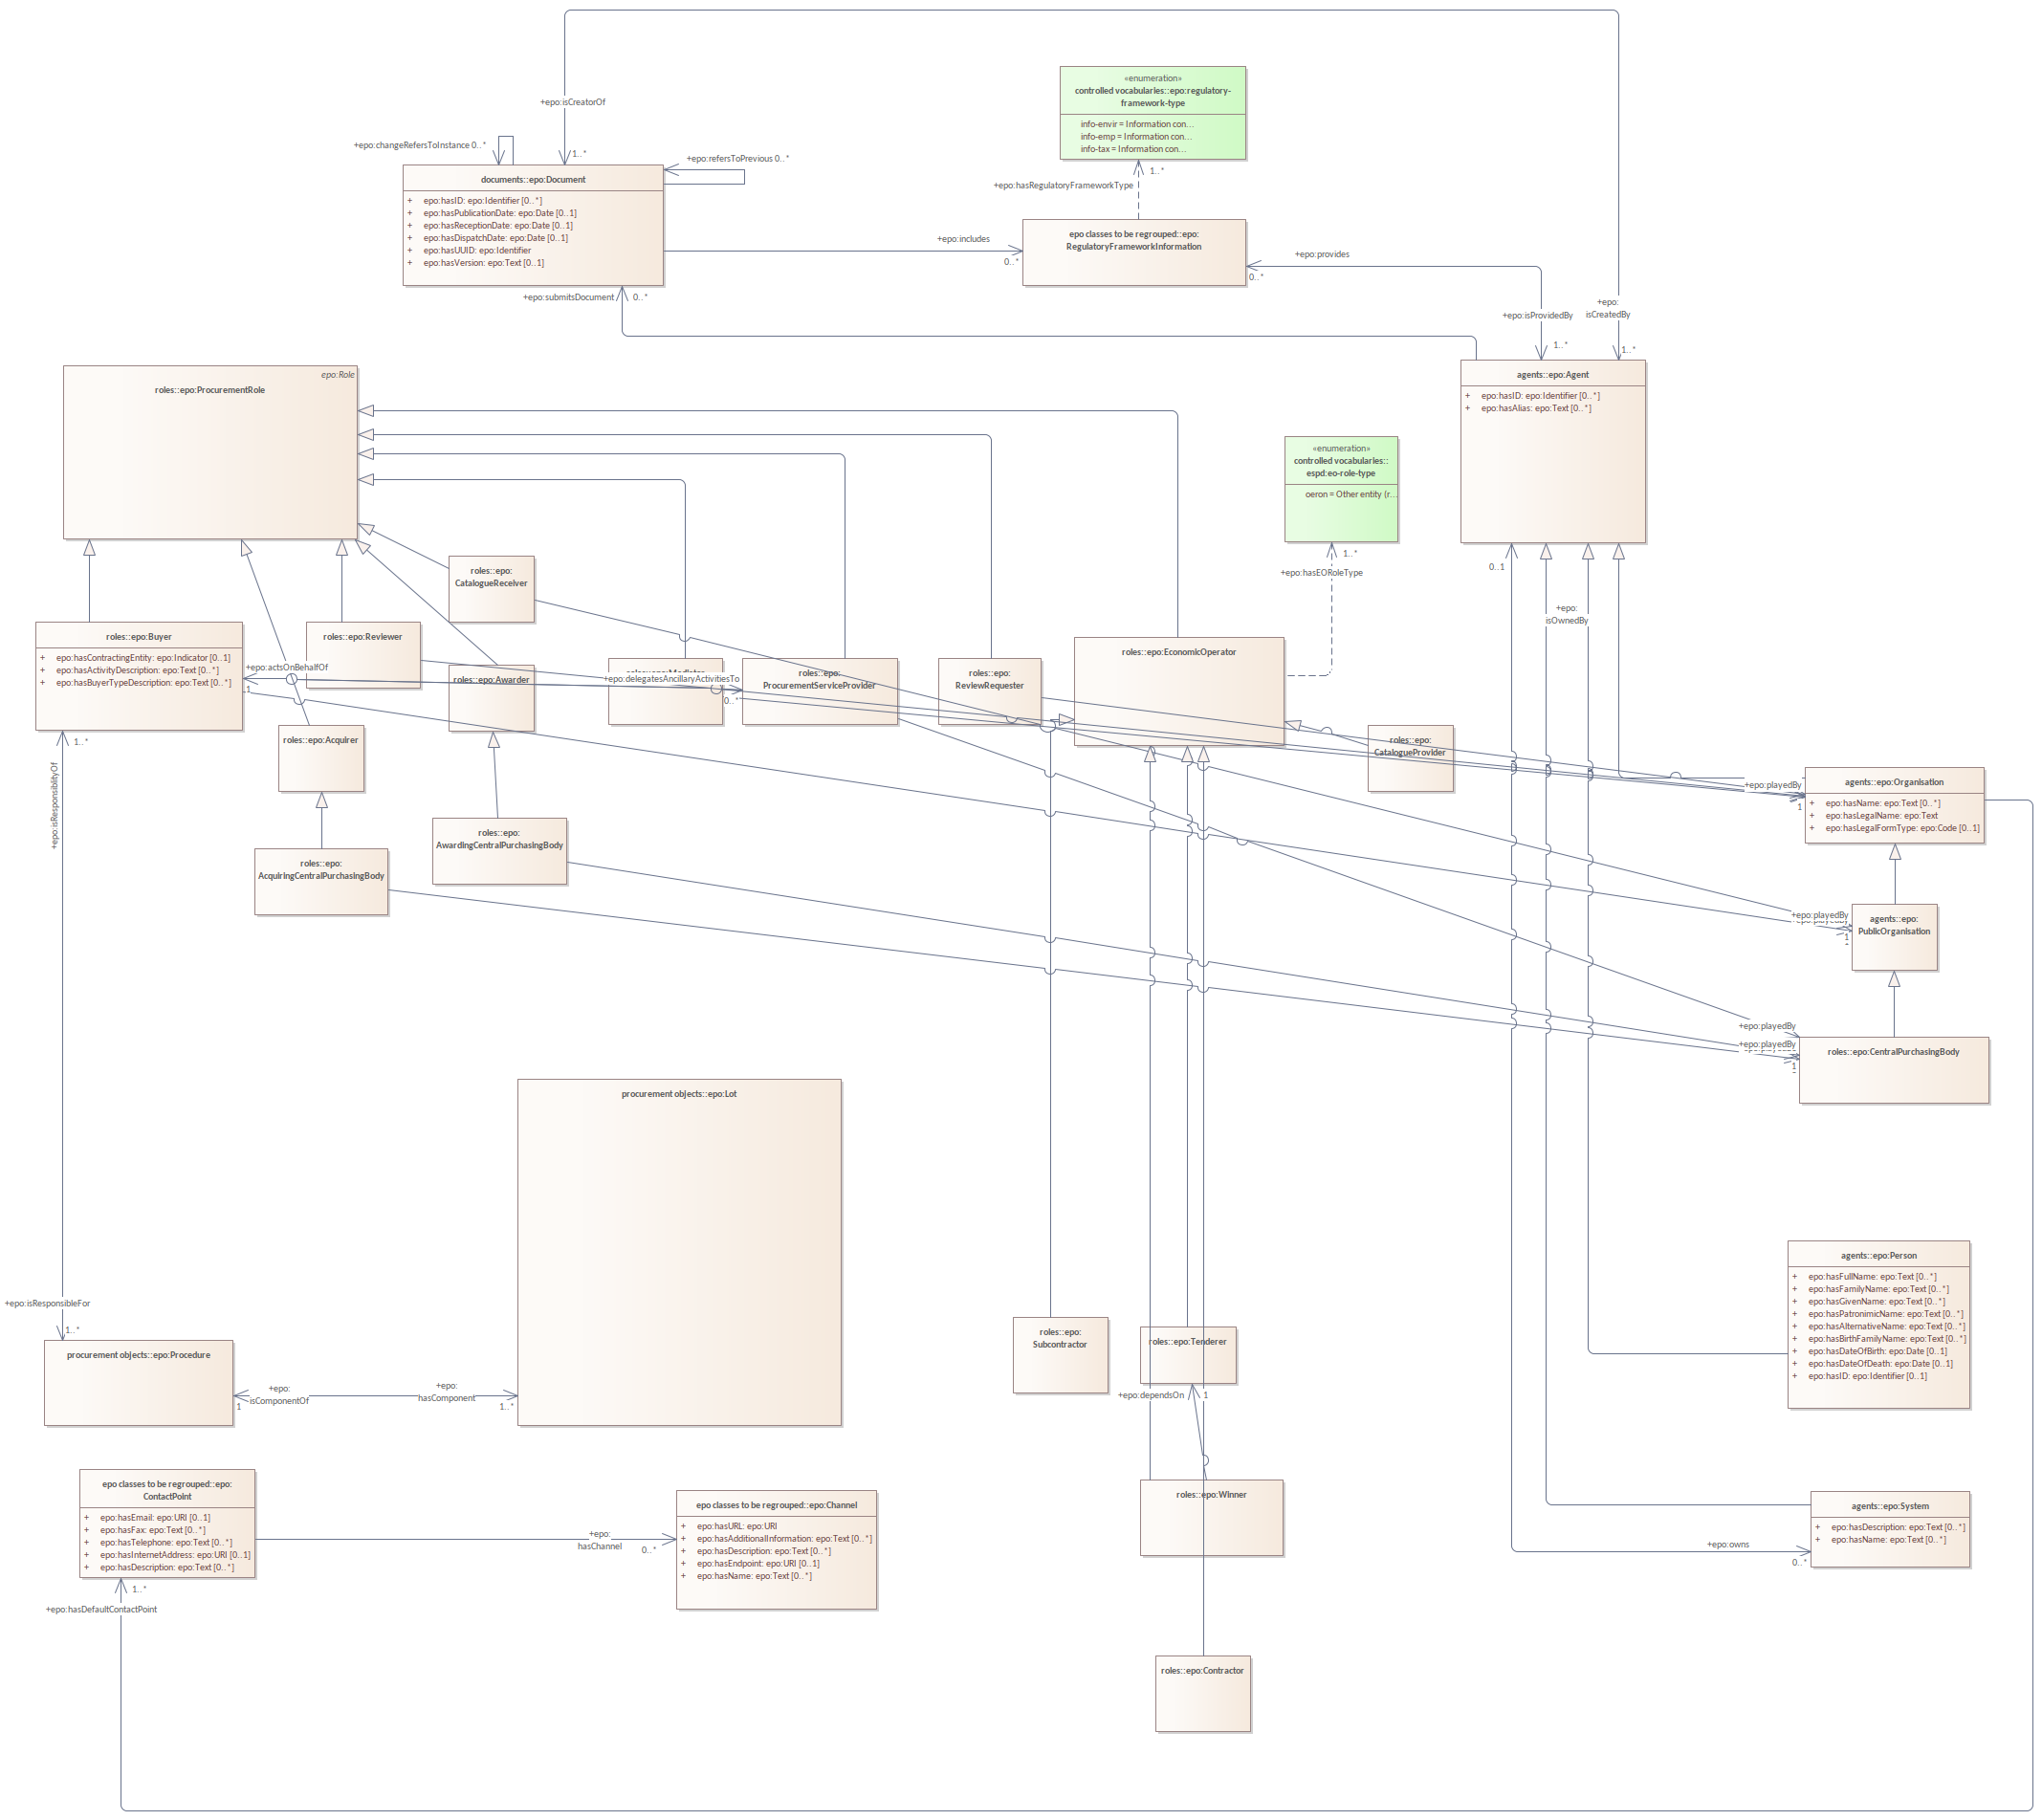 +epo:isCreatorOf
1..*
«enumeration»
controlled vocabularies::epo:regulatory-
framework-type
info-envir = Information con...
info-emp = Information con...
info-tax = Information con...
+epo:changeRefersToInstance 0..*
+epo:refersToPrevious 0..*
documents::epo:Document
+ epo:hasID: epo:Identifier [0..*]
+ epo:hasPublicationDate: epo:Date [0..1]
+ epo:hasReceptionDate: epo:Date [0..1]
+ epo:hasDispatchDate: epo:Date [0..1]
+ epo:hasUUID: epo:Identifier
+ epo:hasVersion: epo:Text [0..1]
1..*
+epo:hasRegulatoryFrameworkType
epo classes to be regrouped::epo:
RegulatoryFrameworkInformation
+epo:includes
0..*
+epo:provides
0..*
+epo:submitsDocument
0..*
+epo:isProvidedBy
1..*
+epo:
isCreatedBy
1..*
epo:Role
roles::epo:ProcurementRole
agents::epo:Agent
+ epo:hasID: epo:Identifier [0..*]
+ epo:hasAlias: epo:Text [0..*]
«enumeration»
controlled vocabularies::
espd:eo-role-type
oeron = Other entity (r...
1..*
+epo:hasEORoleType
0..1
+epo:
isOwnedBy
roles::epo:
CatalogueReceiver
roles::epo:Buyer
+ epo:hasContractingEntity: epo:Indicator [0..1]
+ epo:hasActivityDescription: epo:Text [0..*]
+ epo:hasBuyerTypeDescription: epo:Text [0..*]
roles::epo:Reviewer
+epo:actsOnBehalfOf
1
roles::epo:Awarder
+epo:delegatesAncillaryActivitiesTo
0..*
roles::epo:
ProcurementServiceProvider
roles::epo:
ReviewRequester
roles::epo:EconomicOperator
roles::epo:
CatalogueProvider
roles::epo:Acquirer
1..*
+epo:isResponsiblityOf
+epo:playedBy
1
agents::epo:Organisation
+ epo:hasName: epo:Text [0..*]
+ epo:hasLegalName: epo:Text
+ epo:hasLegalFormType: epo:Code [0..1]
roles::epo:
AwardingCentralPurchasingBody
roles::epo:
AcquiringCentralPurchasingBody
+epo:playedBy
1
agents::epo:
PublicOrganisation
+epo:playedBy
+epo:playedBy
1
roles::epo:CentralPurchasingBody
procurement objects::epo:Lot
agents::epo:Person
+ epo:hasFullName: epo:Text [0..*]
+ epo:hasFamilyName: epo:Text [0..*]
+ epo:hasGivenName: epo:Text [0..*]
+ epo:hasPatronimicName: epo:Text [0..*]
+ epo:hasAlternativeName: epo:Text [0..*]
+ epo:hasBirthFamilyName: epo:Text [0..*]
+ epo:hasDateOfBirth: epo:Date [0..1]
+ epo:hasDateOfDeath: epo:Date [0..1]
+ epo:hasID: epo:Identifier [0..1]
+epo:isResponsibleFor
1..*
procurement objects::epo:Procedure
+epo:
isComponentOf
1
+epo:
hasComponent
1..*
roles::epo:
Subcontractor
roles::epo:Tenderer
+epo:dependsOn
1
epo classes to be regrouped::epo:
ContactPoint
+ epo:hasEmail: epo:URI [0..1]
+ epo:hasFax: epo:Text [0..*]
+ epo:hasTelephone: epo:Text [0..*]
+ epo:hasInternetAddress: epo:URI [0..1]
+ epo:hasDescription: epo:Text [0..*]
+epo:
hasChannel
0..*
epo classes to be regrouped::epo:Channel
+ epo:hasURL: epo:URI
+ epo:hasAdditionalInformation: epo:Text [0..*]
+ epo:hasDescription: epo:Text [0..*]
+ epo:hasEndpoint: epo:URI [0..1]
+ epo:hasName: epo:Text [0..*]
roles::epo:Winner
agents::epo:System
+ epo:hasDescription: epo:Text [0..*]
+ epo:hasName: epo:Text [0..*]
+epo:owns
0..*
1..*
+epo:hasDefaultContactPoint
roles::epo:Contractor